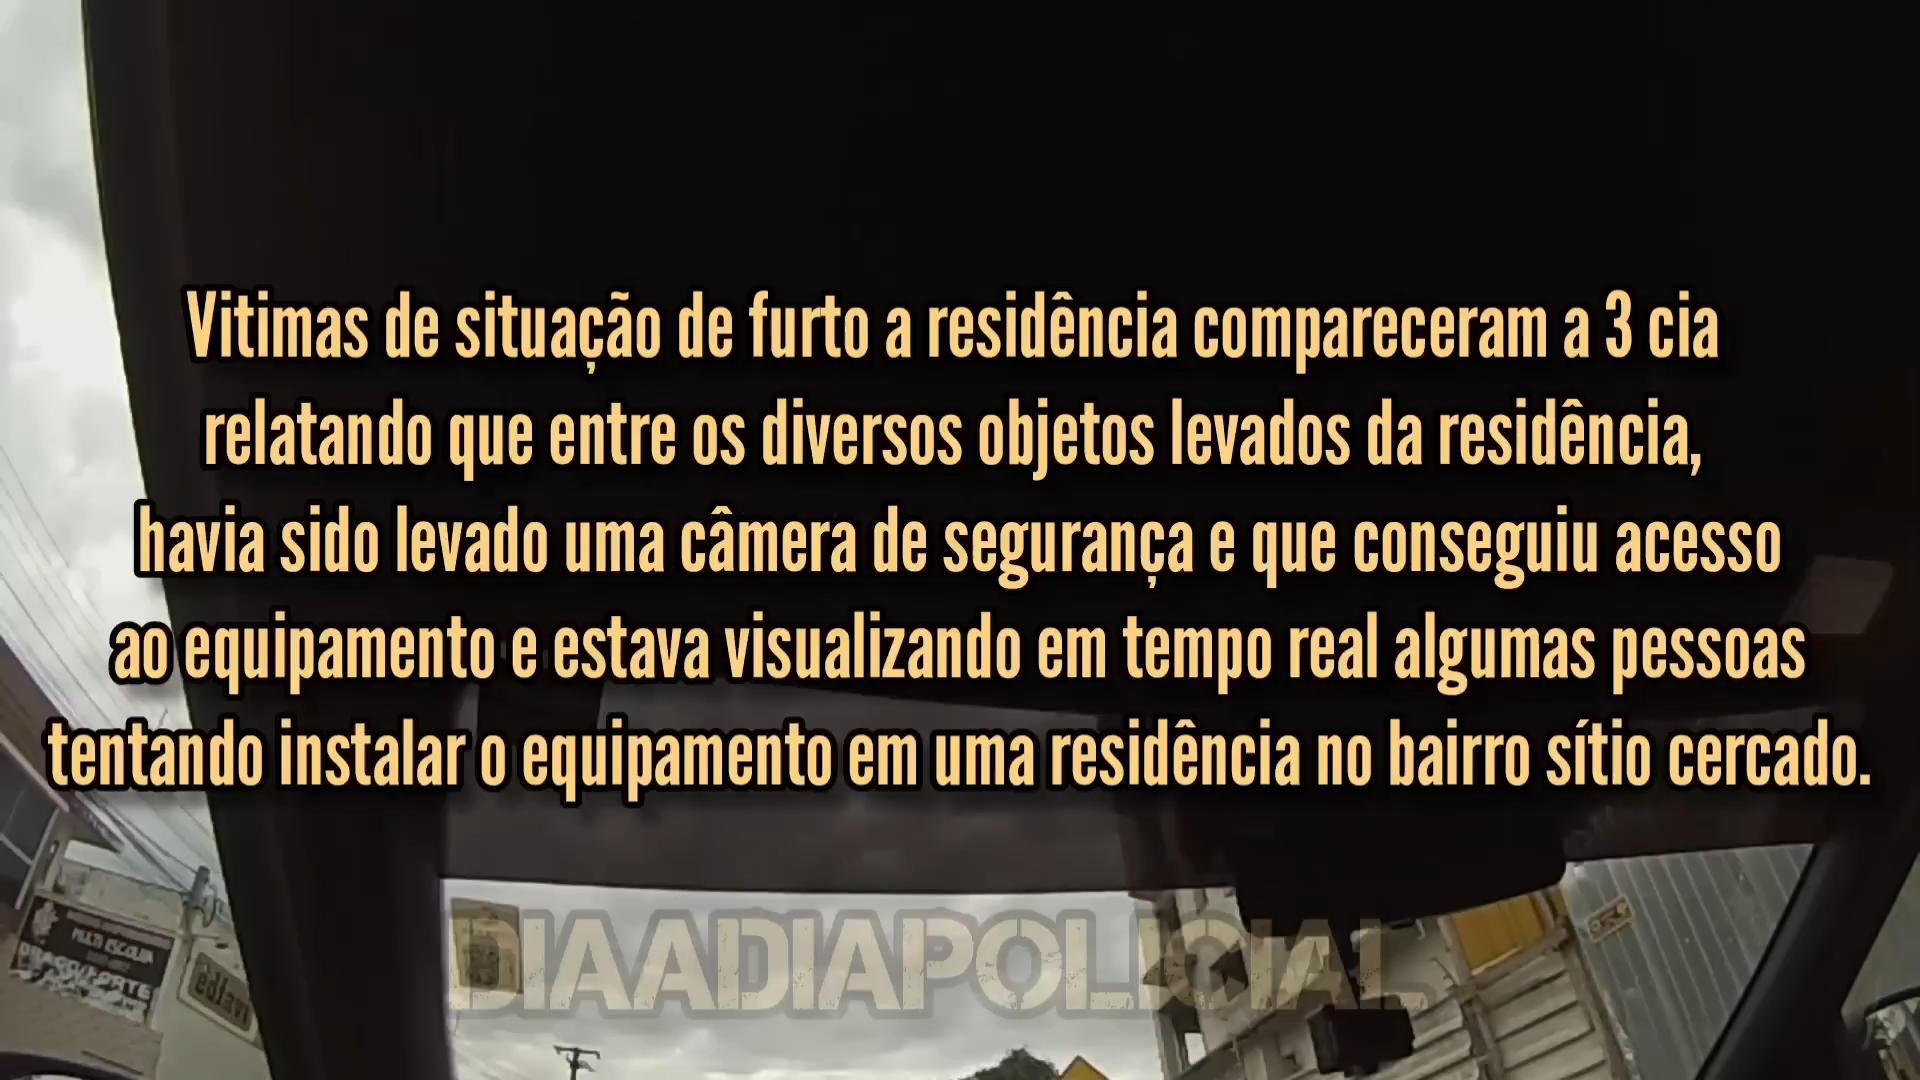 Vitimas de situação de furto a residência compareceram a 3 cia
relatando que entre os diversos objetos levados da residência,
havia sido levado uma câmera de segurança e que conseguiu acesso
ao equipamento e estava visualizando em tempo real algumas pessoas
tentando instalar o equipamento em uma residência no bairro sítio cercado.
DIAADIAPOLICIAL
MULTI ESCOLHA